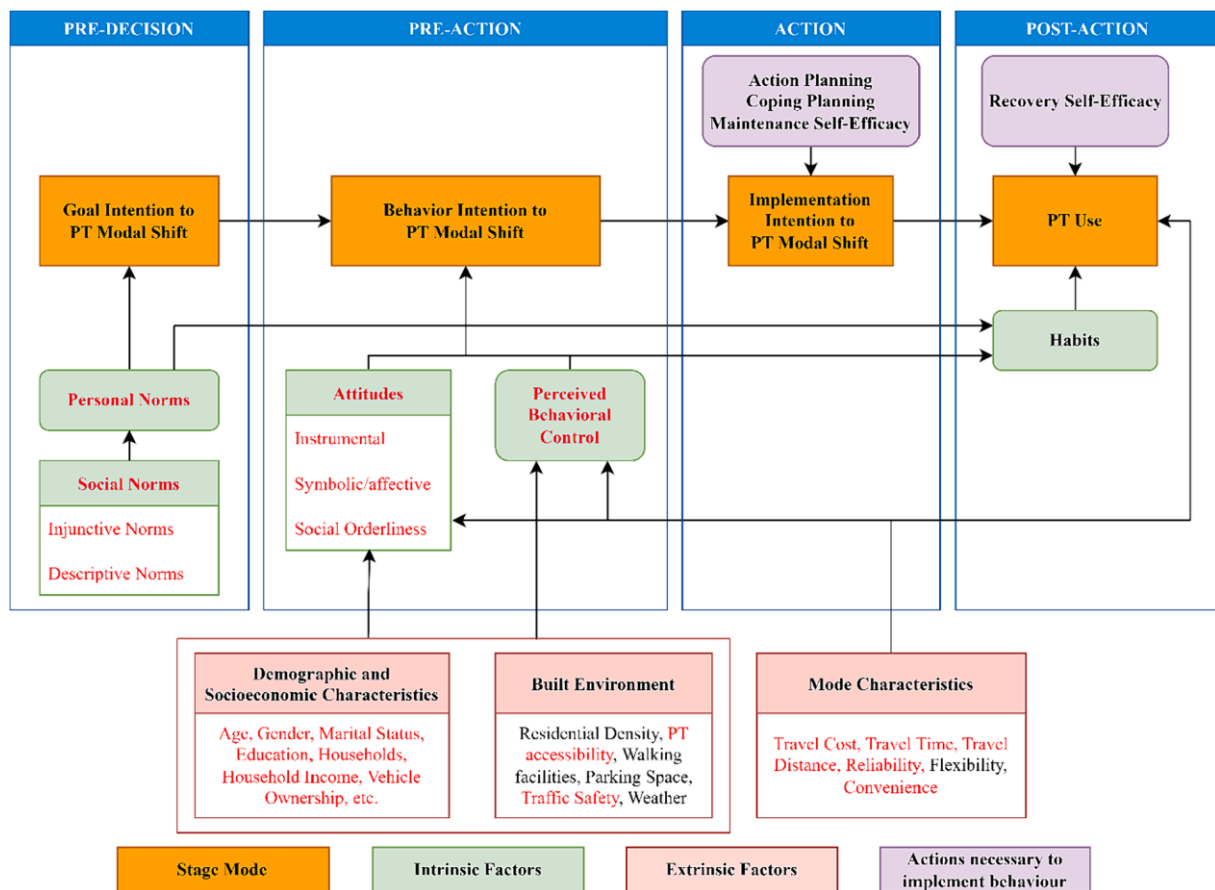 PRE-DECISION
PRE-ACTION
ACTION
POST-ACTION
Action Planning
Coping Planning
Maintenance Self-Efficacy
Recovery Self-Efficacy
Goal Intention to
PT Modal Shift
Behavior Intention to
PT Modal Shift
Implementation
Intention to
PT Modal Shift
PT Use
Habits
Personal Norms
Social Norms
Injunctive Norms
Descriptive Norms
Attitudes
Instrumental
Symbolic/affective
Social Orderliness
Perceived
Behavioral
Control
Demographic and
Socioeconomic Characteristics
Age, Gender, Marital Status,
Education, Households,
Household Income, Vehicle
Ownership, etc.
Built Environment
Residential Density, PT
accessibility, Walking
facilities, Parking Space,
Traffic Safety, Weather
Mode Characteristics
Travel Cost, Travel Time, Travel
Distance, Reliability, Flexibility,
Convenience
Stage Mode
Intrinsic Factors
Extrinsic Factors
Actions necessary to
implement behaviour